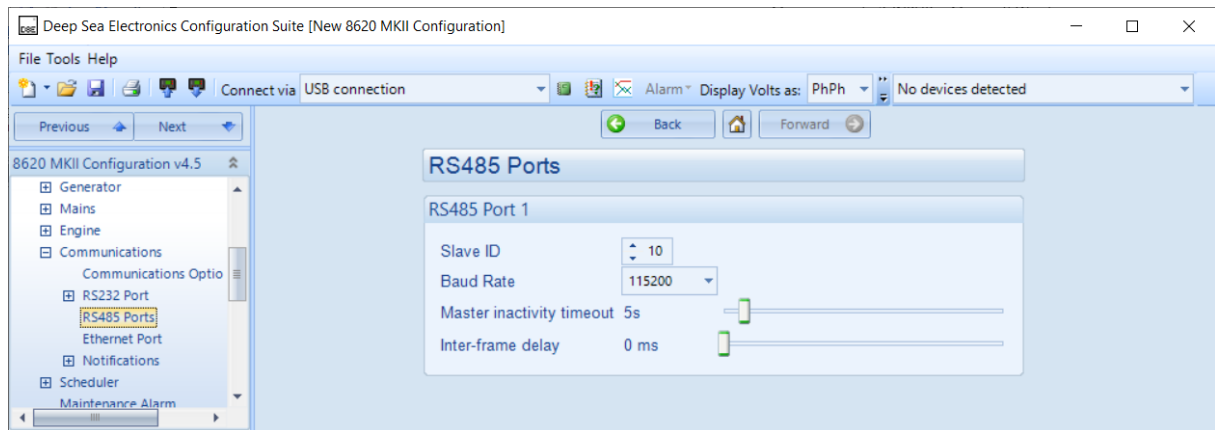 DSE Deep Sea Electronics Configuration Suite [New 8620 MKII Configuration]
File Tools Help
Connect via USB connection Alarm Display Volts as: PhPh No devices detected
Previous Next
Back Forward
8620 MKII Configuration v4.5
Generator
Mains
Engine
Communications
Communications Optio
RS232 Port
RS485 Ports
Ethernet Port
Notifications
Scheduler
Maintenance Alarm
RS485 Ports
RS485 Port 1
Slave ID 10
Baud Rate 115200
Master inactivity timeout 5s
Inter-frame delay 0 ms